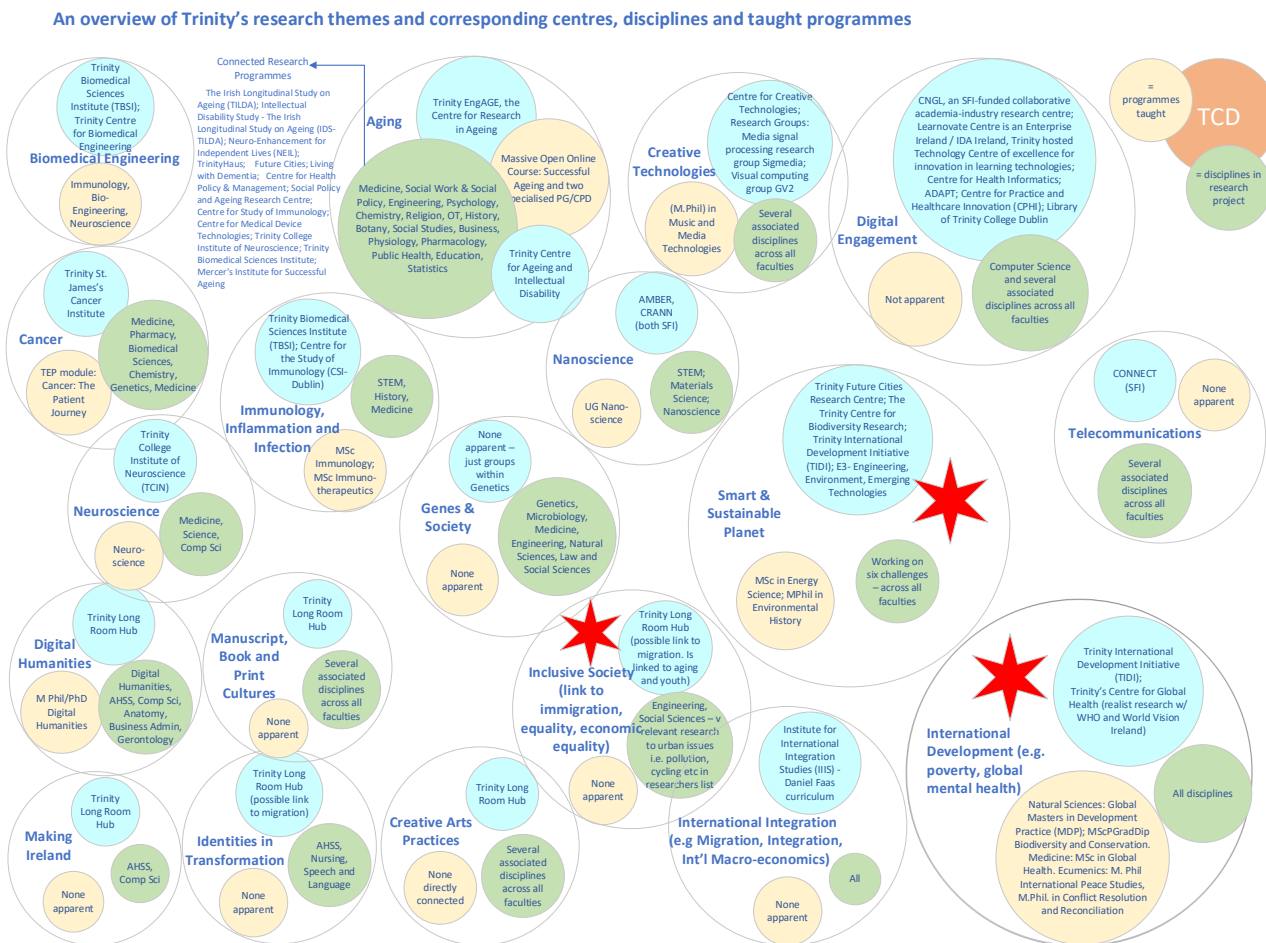 An overview of Trinity's research themes and corresponding centres, disciplines and taught programmes
Trinity
Biomedical
Sciences
Institute (TBSI);
Trinity Centre
for Biomedical
Engineering
Biomedical Engineering
Immunology,
Bio-
Engineering,
Neuroscience
Connected Research
Programmes
The Irish Longitudinal Study on
Ageing (TILDA); Intellectual
Disability Study - The Irish
Longitudinal Study on Ageing (IDS-
TILDA); Neuro-Enhancement for
Independent Lives (NEIL);
TrinityHaus; Future Cities; Living
with Dementia; Centre for Health
Policy & Management; Social Policy
and Ageing Research Centre;
Centre for Study of Immunology;
Centre for Medical Device
Technologies; Trinity College
Institute of Neuroscience; Trinity
Biomedical Sciences Institute;
Mercer's Institute for Successful
Ageing
Aging
Trinity EngAGE, the
Centre for Research
in Ageing
Massive Open Online
Course: Successful
Ageing and two
pecialised PG/CPD
Medicine, Social Work & Social
Policy, Engineering, Psychology,
Chemistry, Religion, OT, History,
Botany, Social Studies, Business,
Physiology, Pharmacology,
Public Health, Education,
Statistics
Trinity Centre
for Ageing and
Intellectual
Disability
Creative
Technologies
Centre for Creative
Technologies;
Research Groups:
Media signal
processing research
group Sigmedia;
Visual computing
group GV2
(M.Phil) in
Music and
Media
Technologies
Several
associated
disciplines
across all
faculties
Digital
Engagement
CNGL, an SFI-funded collaborative
academia-industry research centre;
Learnovate Centre is an Enterprise
Ireland / IDA Ireland, Trinity hosted
Technology Centre of excellence for
innovation in learning technologies;
Centre for Health Informatics;
ADAPT; Centre for Practice and
Healthcare Innovation (CPHI); Library
of Trinity College Dublin
Not apparent
Computer Science
and several
associated
disciplines across all
faculties
=
programmes
taught
TCD
= disciplines in
research
project
Trinity St.
James's
Cancer
Institute
Cancer
Medicine,
Pharmacy,
Biomedical
Sciences,
Chemistry,
Genetics, Medicine
TEP module:
Cancer: The
Patient
Journey
Trinity Biomedical
Sciences Institute
(TBSI); Centre for
the Study of
Immunology (CSI-
Dublin)
STEM,
History,
Medicine
Immunology,
Inflammation and
Infection
MSc
Immunology;
MSc Immuno-
therapeutics
AMBER,
CRANN
(both SFI)
Nanoscience
STEM;
Materials
Science;
Nanoscience
UG Nano-
science
CONNECT
(SFI)
None
apparent
Telecommunications
Several
associated
disciplines
across all
faculties
Trinity
College
Institute of
Neuroscience
(TCIN)
Neuroscience
Medicine,
Science,
Comp Sci
Neuro-
science
None
apparent –
just groups
within
Genetics
Genes &
Society
Genetics,
Microbiology,
Medicine,
Engineering, Natural
Sciences, Law and
Social Sciences
None
apparent
Trinity Future Cities
Research Centre; The
Trinity Centre for
Biodiversity Research;
Trinity International
Development Initiative
(TIDI); E3- Engineering,
Environment, Emerging
Technologies
Smart &
Sustainable
Planet
MSc in Energy
Science; MPhil in
Environmental
History
Working on
six challenges
– across all
faculties
Trinity
Long
Room Hub
Digital
Humanities
M Phil/PhD
Digital
Humanities
Digital
Humanities,
AHSS, Comp Sci,
Anatomy,
Business Admin,
Gerontology
Trinity
Long Room
Hub
Manuscript,
Book and
Print
Cultures
Several
associated
disciplines
across all
faculties
None
apparent
Trinity Long
Room Hub
(possible link to
migration. Is
linked to aging
and youth)
Inclusive Society
(link to
immigration,
equality, economic
equality)
Engineering,
Social Sciences – v
relevant research
to urban issues
i.e. pollution,
cycling etc in
researchers list
None
apparent
Trinity International
Development Initiative
(TIDI);
Trinity's Centre for Global
Health (realist research w/
WHO and World Vision
Ireland)
International
Development (e.g.
poverty, global
mental health)
All disciplines
Natural Sciences: Global
Masters in Development
Practice (MDP); MScPGradDip
Biodiversity and Conservation.
Medicine: MSc in Global
Health. Ecumenics: M. Phil
International Peace Studies,
M.Phil. in Conflict Resolution
and Reconciliation
Trinity
Long Room
Hub
Making
Ireland
AHSS,
Comp Sci
None
apparent
Trinity Long
Room Hub
(possible link
to migration)
Identities in
Transformation
AHSS,
Nursing,
Speech and
Language
None
apparent
Trinity Long
Room Hub
Creative Arts
Practices
None
directly
connected
Several
associated
disciplines
across all
faculties
Institute for
International
Integration
Studies (IIIS) -
Daniel Faas
curriculum
International Integration
(e.g Migration, Integration,
Int'l Macro-economics)
All
None
apparent